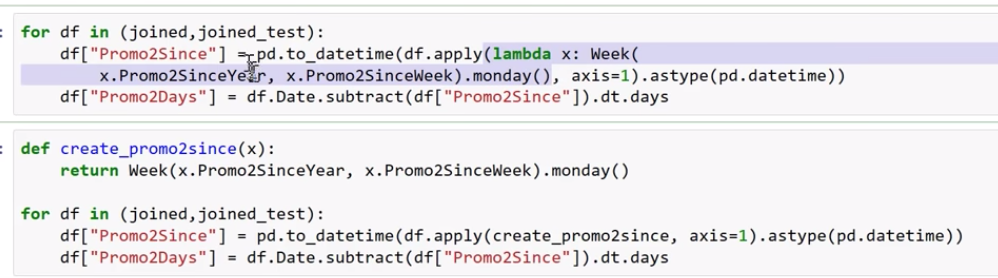 for df in (joined,joined_test):
    df["Promo2Since"] = pd.to_datetime(df.apply(lambda x: Week(
        x.Promo2SinceYear, x.Promo2SinceWeek).monday(), axis=1).astype(pd.datetime))
    df["Promo2Days"] = df.Date.subtract(df["Promo2Since"]).dt.days
def create_promo2since(x):
    return Week(x.Promo2SinceYear, x.Promo2SinceWeek).monday()
for df in (joined,joined_test):
    df["Promo2Since"] = pd.to_datetime(df.apply(create_promo2since, axis=1).astype(pd.datetime))
    df["Promo2Days"] = df.Date.subtract(df["Promo2Since"]).dt.days